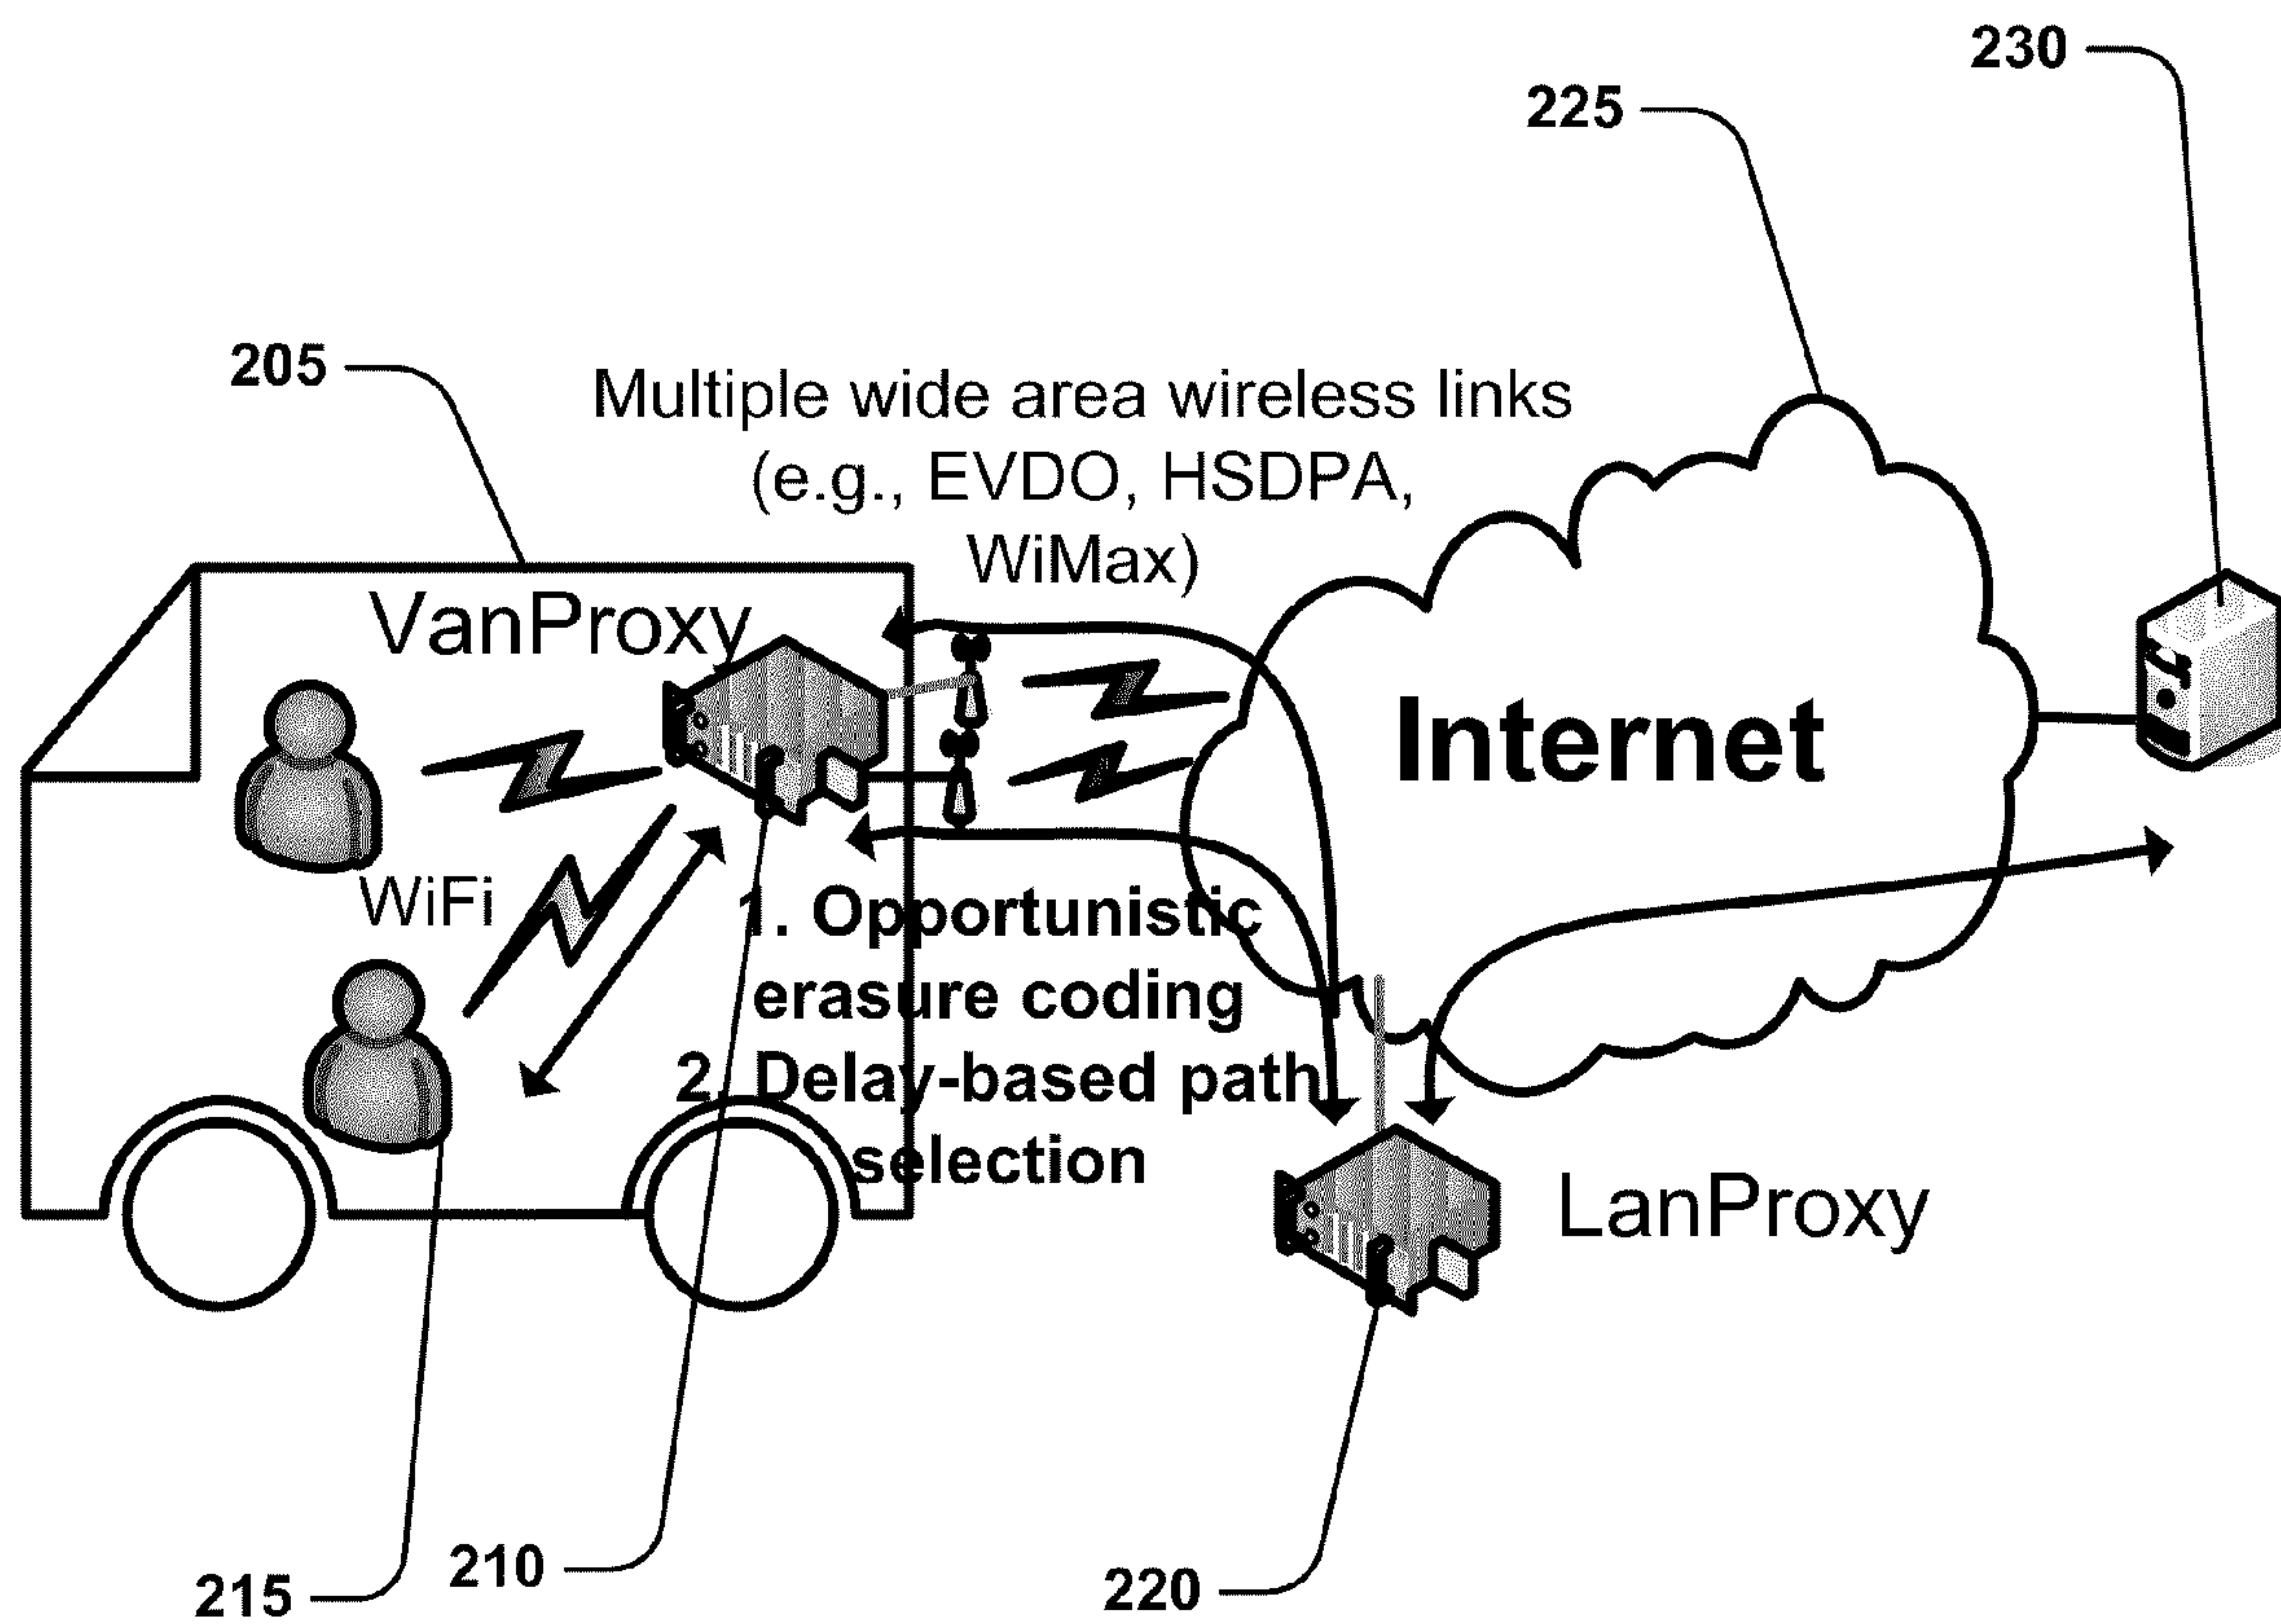 230
225
205
Multiple wide area wireless links
(e.g., EVDO, HSDPA,
WiMax)
VanProxy
Internet
WiFi
1. Opportunistic
erasure coding
2. Delay-based path
selection
LanProxy
210
215
220